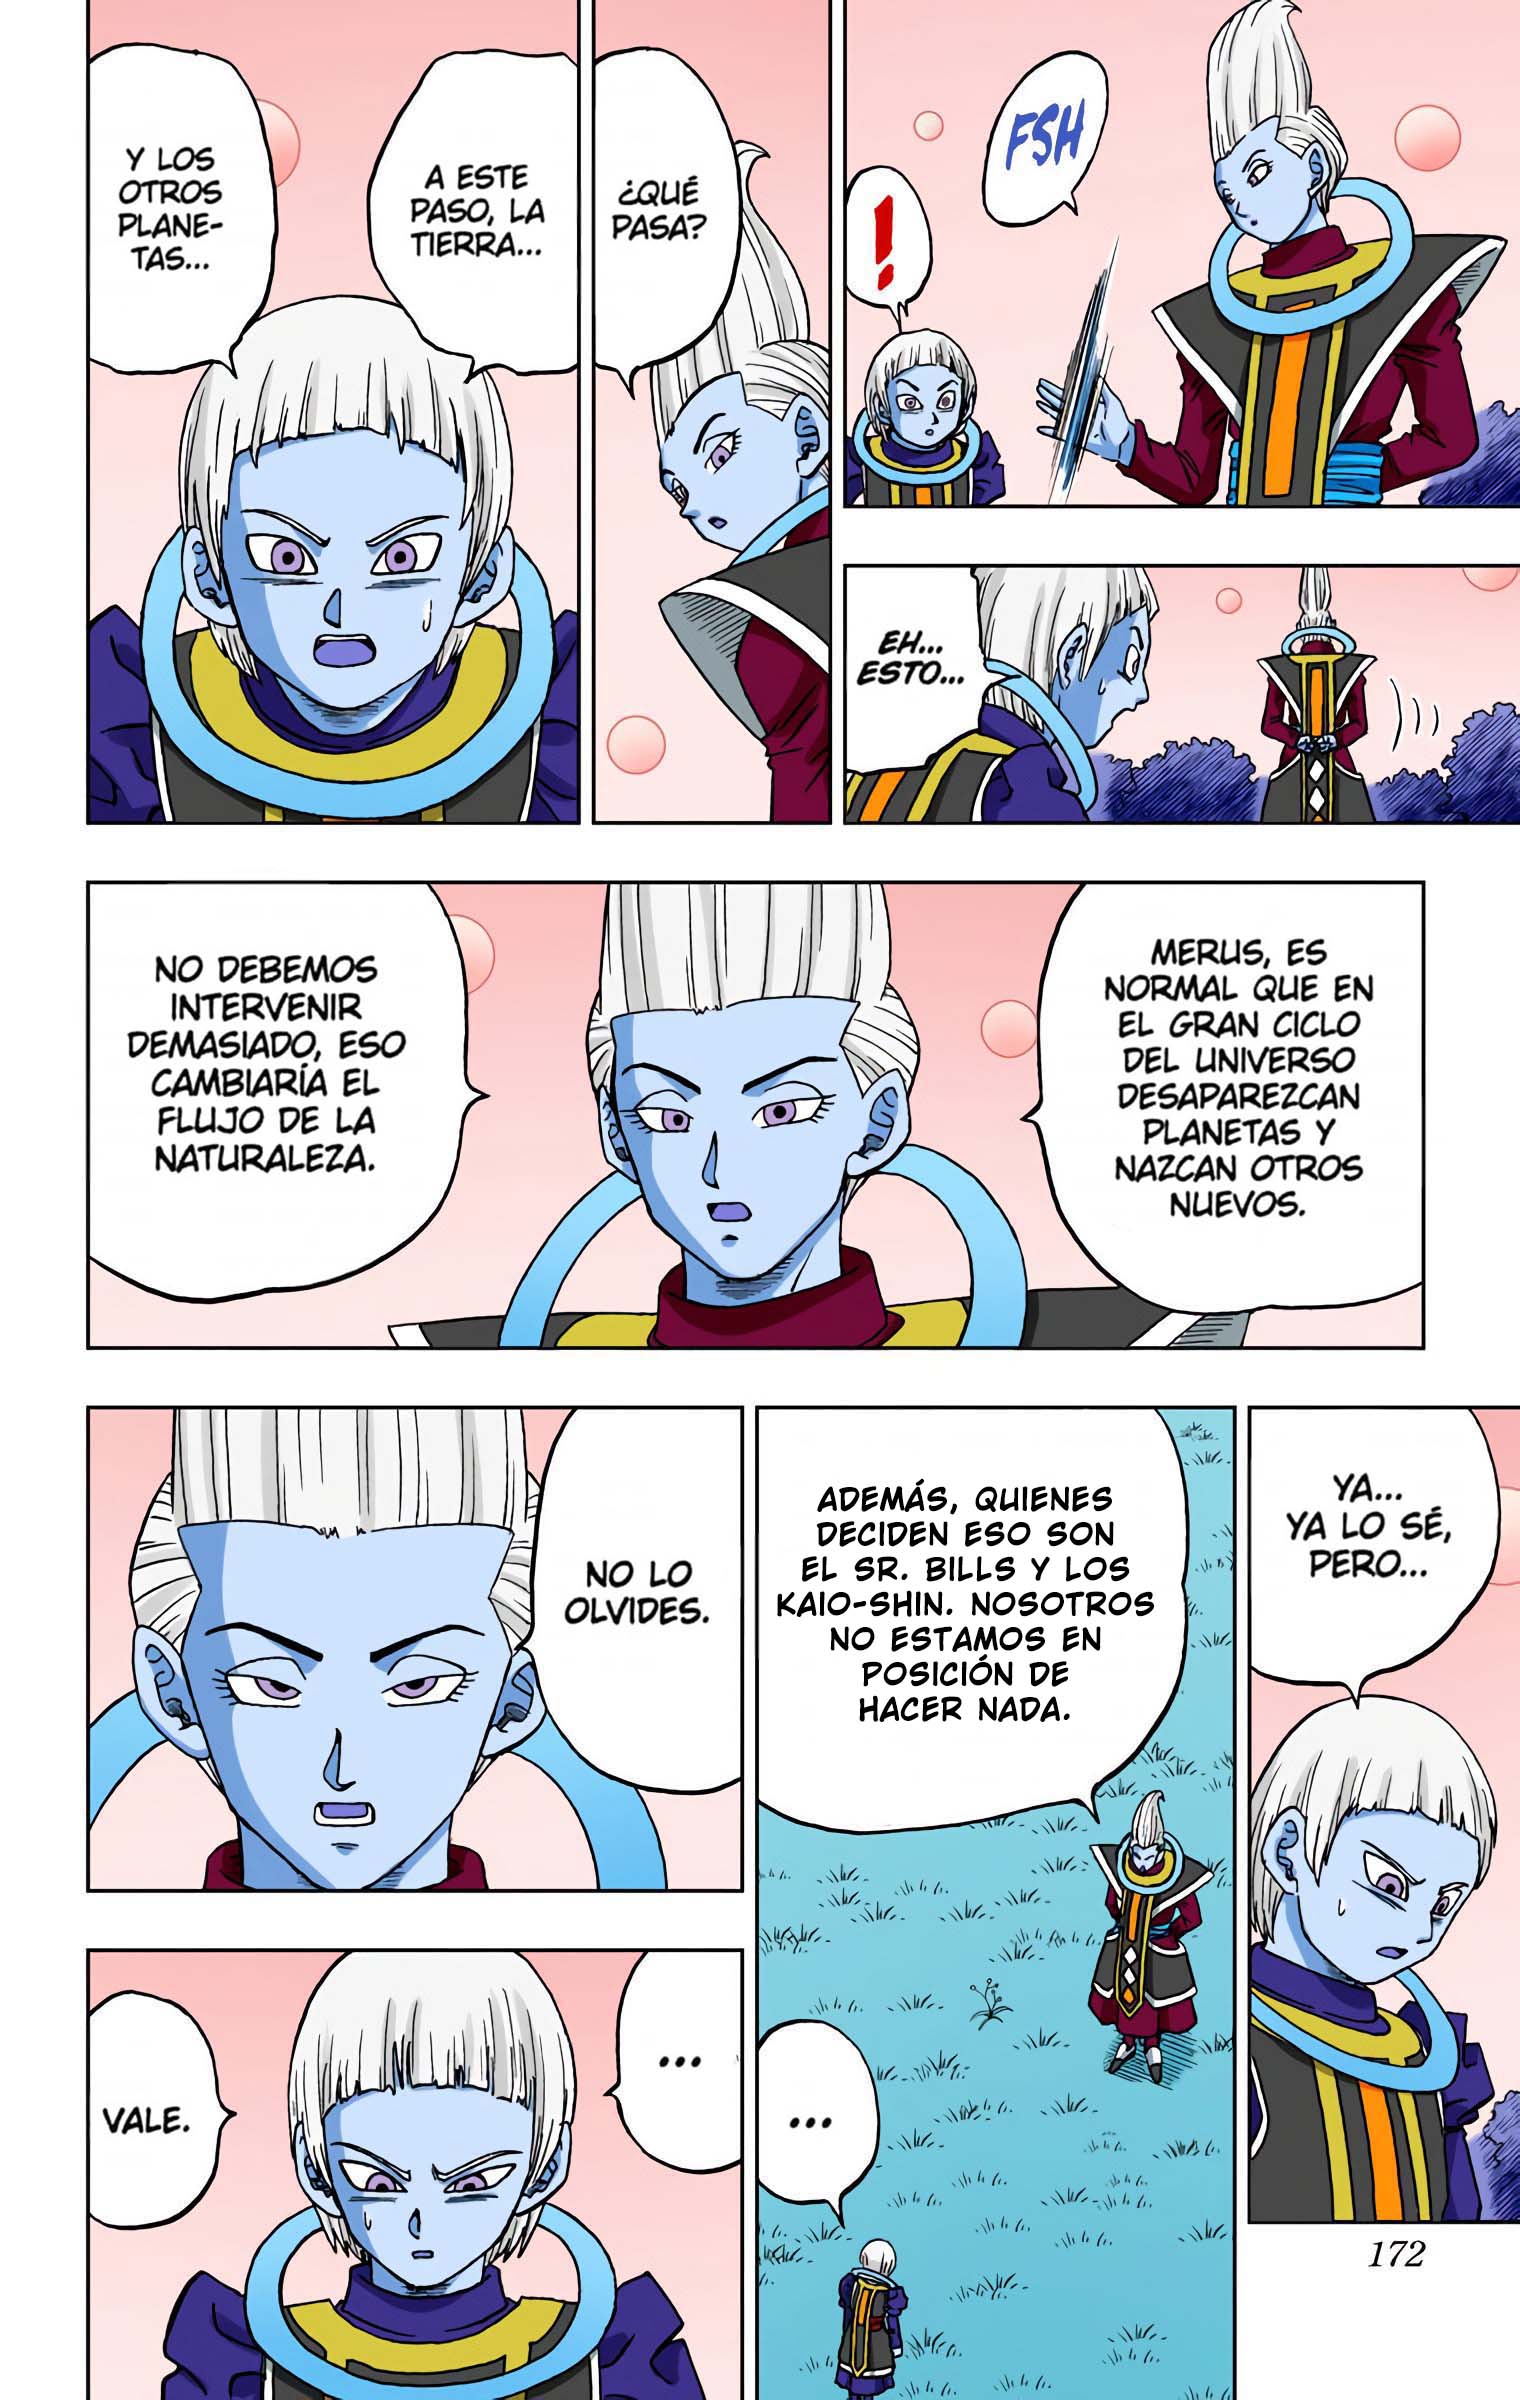 FSH
!
EH...
ESTO...
¿QUÉ
PASA?
A ESTE
PASO, LA
TIERRA...
Y LOS
OTROS
PLANE-
TAS...
MERUS, ES
NORMAL QUE EN
EL GRAN CICLO
DEL UNIVERSO
DESAPAREZCAN
PLANETAS Y
NAZCAN OTROS
NUEVOS.
NO DEBEMOS
INTERVENIR
DEMASIADO, ESO
CAMBIARÍA EL
FLUJO DE LA
NATURALEZA.
YA...
YA LO SÉ,
PERO...
ADEMÁS, QUIENES
DECIDEN ESO SON
EL SR. BILLS Y LOS
KAIO-SHIN. NOSOTROS
NO ESTAMOS EN
POSICIÓN DE
HACER NADA.
...
NO LO
OLVIDES.
...
VALE.
172